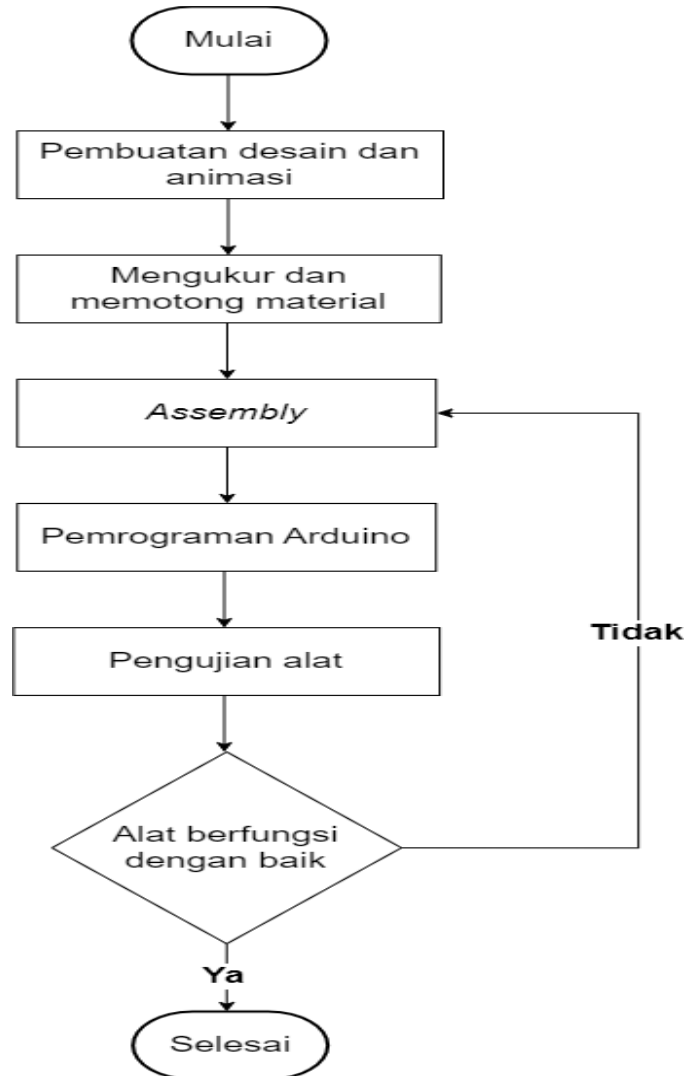 Mulai
Pembuatan desain dan
animasi
Mengukur dan
memotong material
Assembly
Pemrograman Arduino
Pengujian alat
Tidak
Alat berfungsi
dengan baik
Ya
Selesai